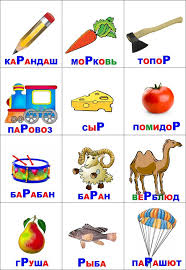 каРандаш
моРковь
топоР
паРовоз
сыР
помидоР
баРабан
баРан
веРблюд
гРуша
Рыба
паРашют